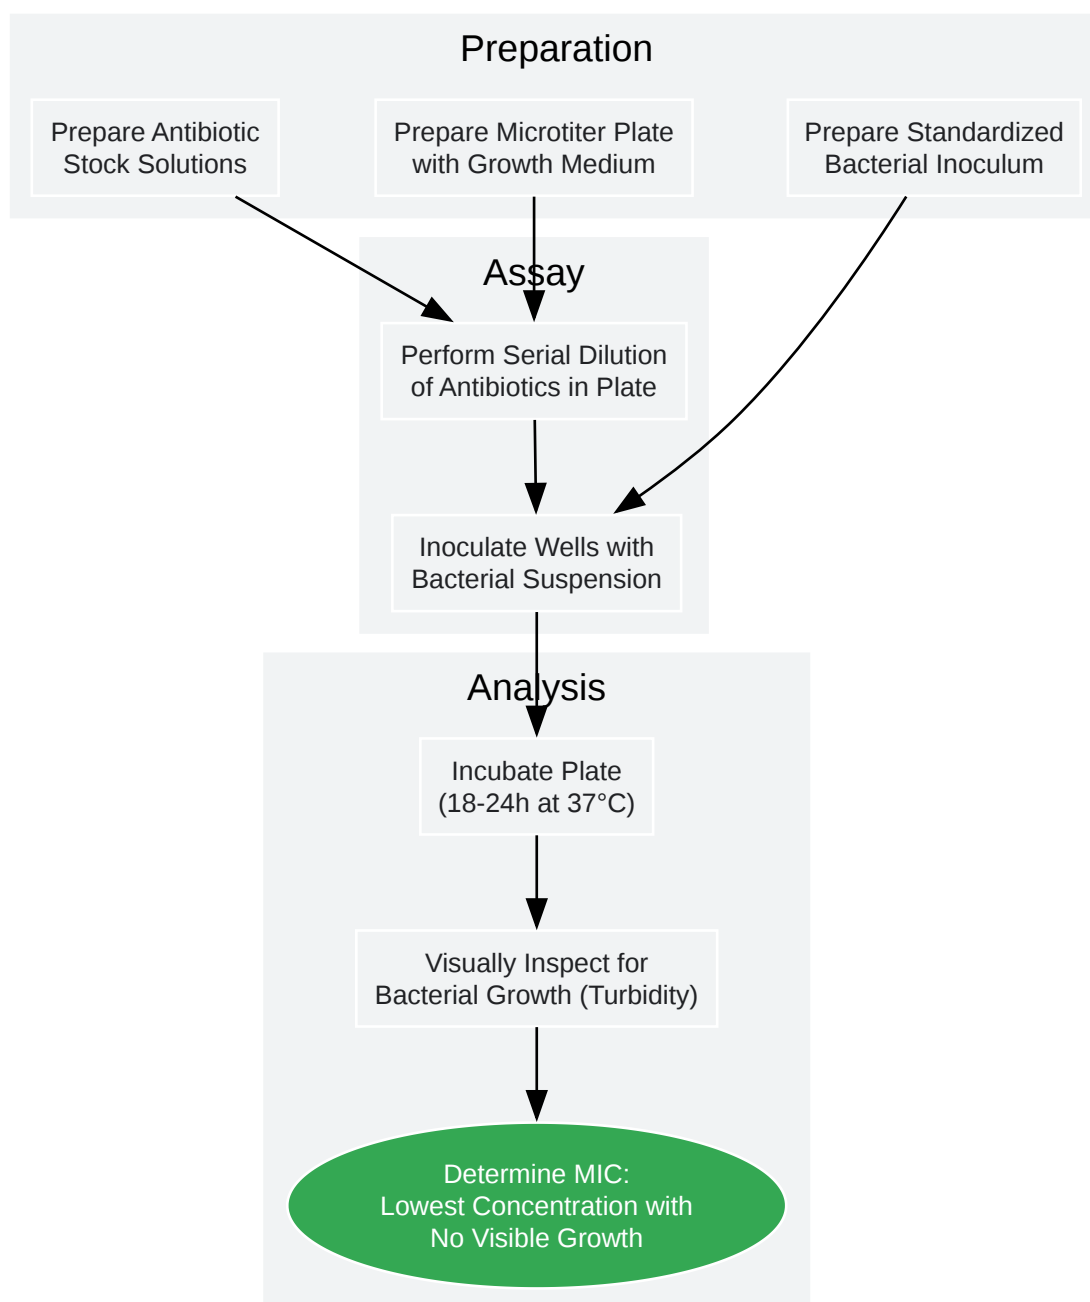 Preparation
Prepare Antibiotic
Stock Solutions
Prepare Microtiter Plate
with Growth Medium
Prepare Standardized
Bacterial Inoculum
Assay
Perform Serial Dilution
of Antibiotics in Plate
Inoculate Wells with
Bacterial Suspension
Analysis
Incubate Plate
(18-24h at 37°C)
Visually Inspect for
Bacterial Growth (Turbidity)
Determine MIC:
Lowest Concentration with
No Visible Growth